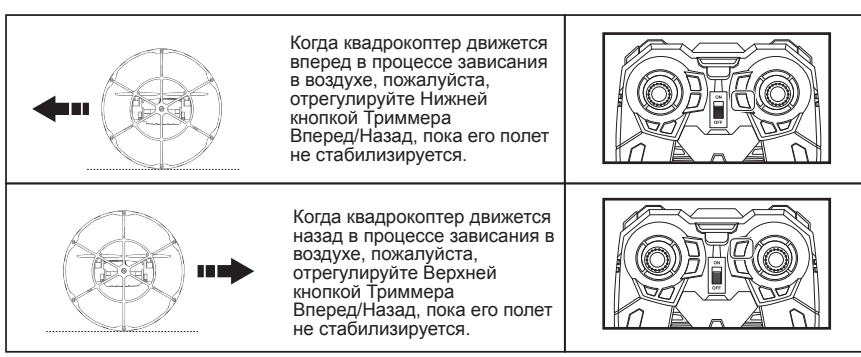 Когда квадрокоптер движется
вперед в процессе зависания
в воздухе, пожалуйста,
отрегулируйте Нижней
кнопкой Триммера
Вперед/Назад, пока его полет
не стабилизируется.
ON
OFF
Когда квадрокоптер движется
назад в процессе зависания в
воздухе, пожалуйста,
отрегулируйте Верхней
кнопкой Триммера
Вперед/Назад, пока его полет
не стабилизируется.
ON
OFF